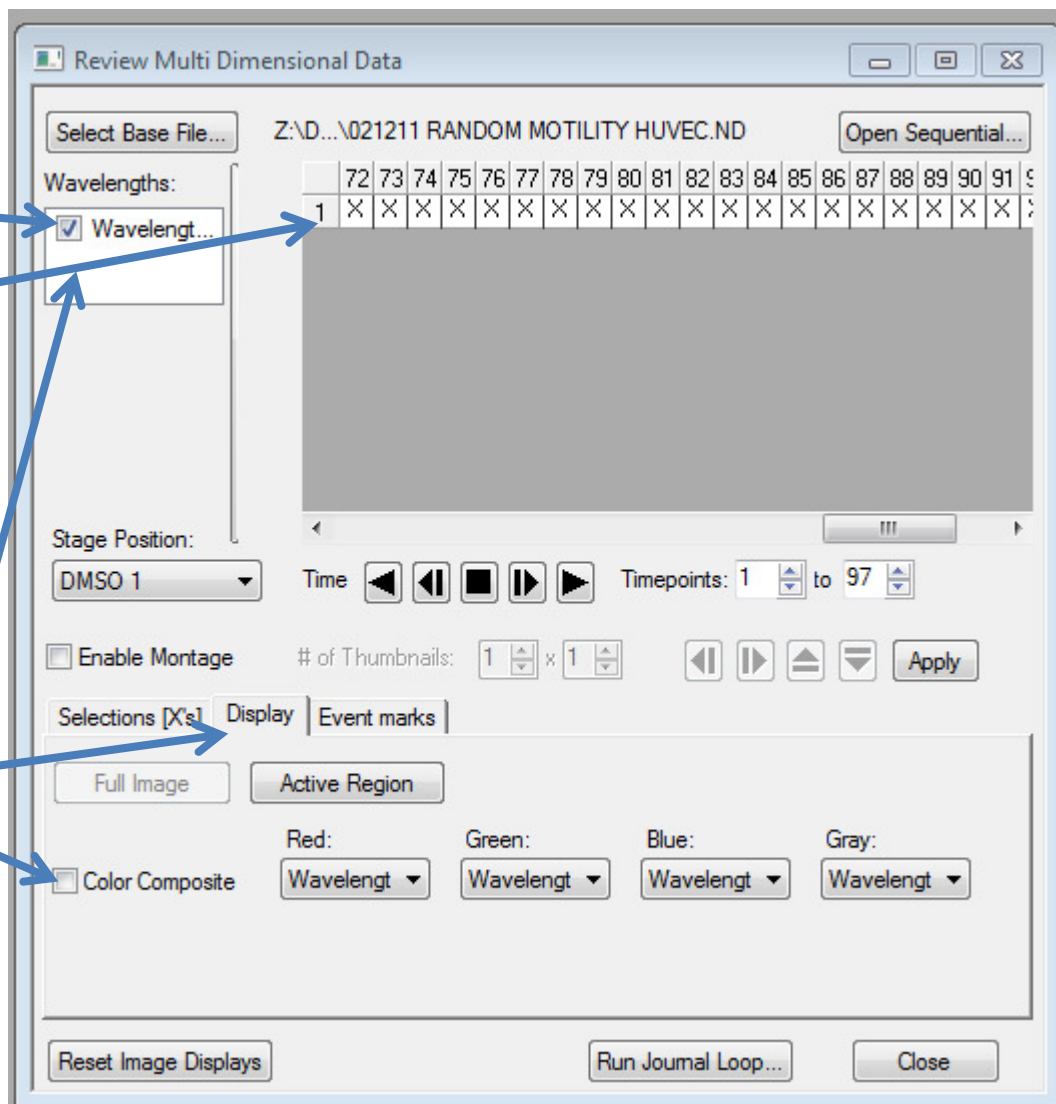 Review Multi Dimensional Data
Select Base File... Z:\D...\021211 RANDOM MOTILITY HUVEC.ND Open Sequential...
Wavelengths: 72 73 74 75 76 77 78 79 80 81 82 83 84 85 86 87 88 89 90 91
Wavelengt... 1 X X X X X X X X X X X X X X X X X X X X
Stage Position:
DMSO 1 Time Timepoints: 1 to 97
Enable Montage # of Thumbnails: 1 x 1 Apply
Selections [X's] Display Event marks
Full Image Active Region
Red: Green: Blue: Gray:
Color Composite Wavelengt Wavelengt Wavelengt Wavelengt
Reset Image Displays Run Journal Loop... Close